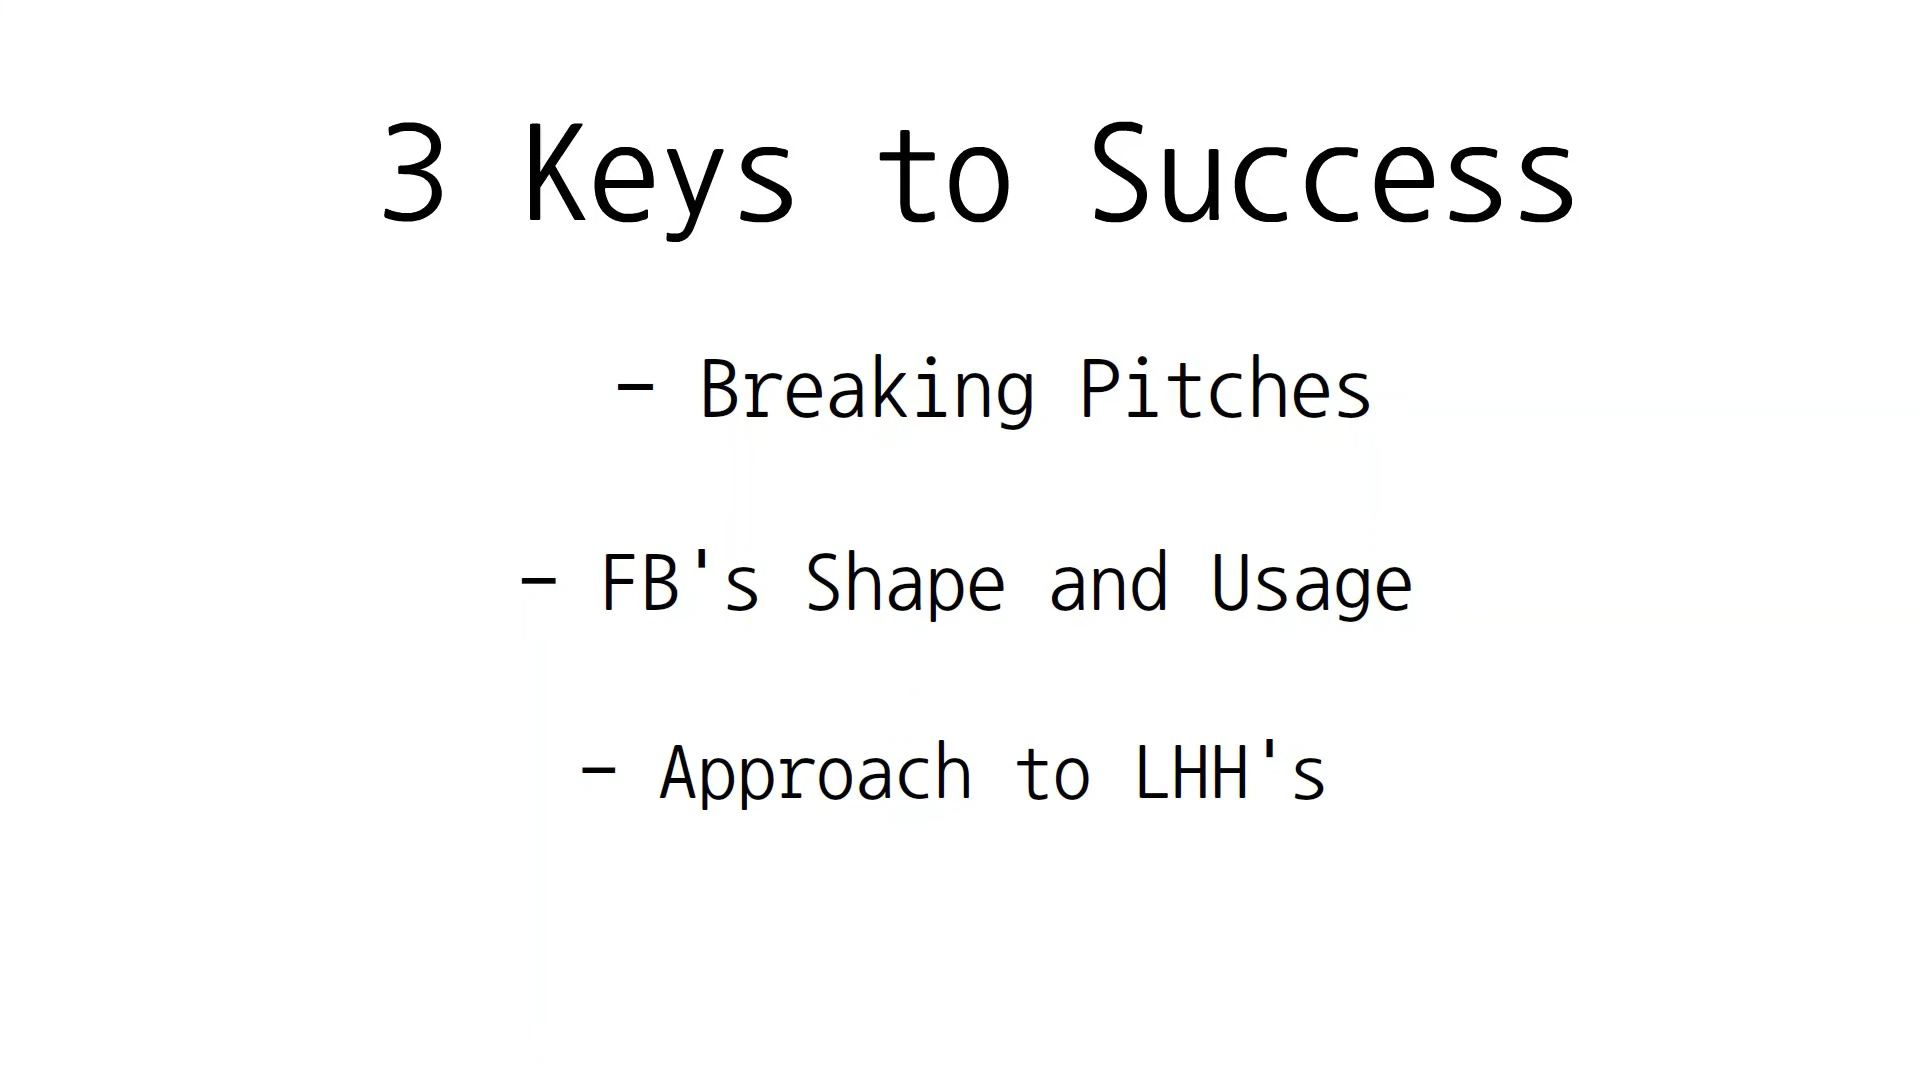 3 Keys to Success
- Breaking Pitches
- FB's Shape and Usage
- Approach to LHH's